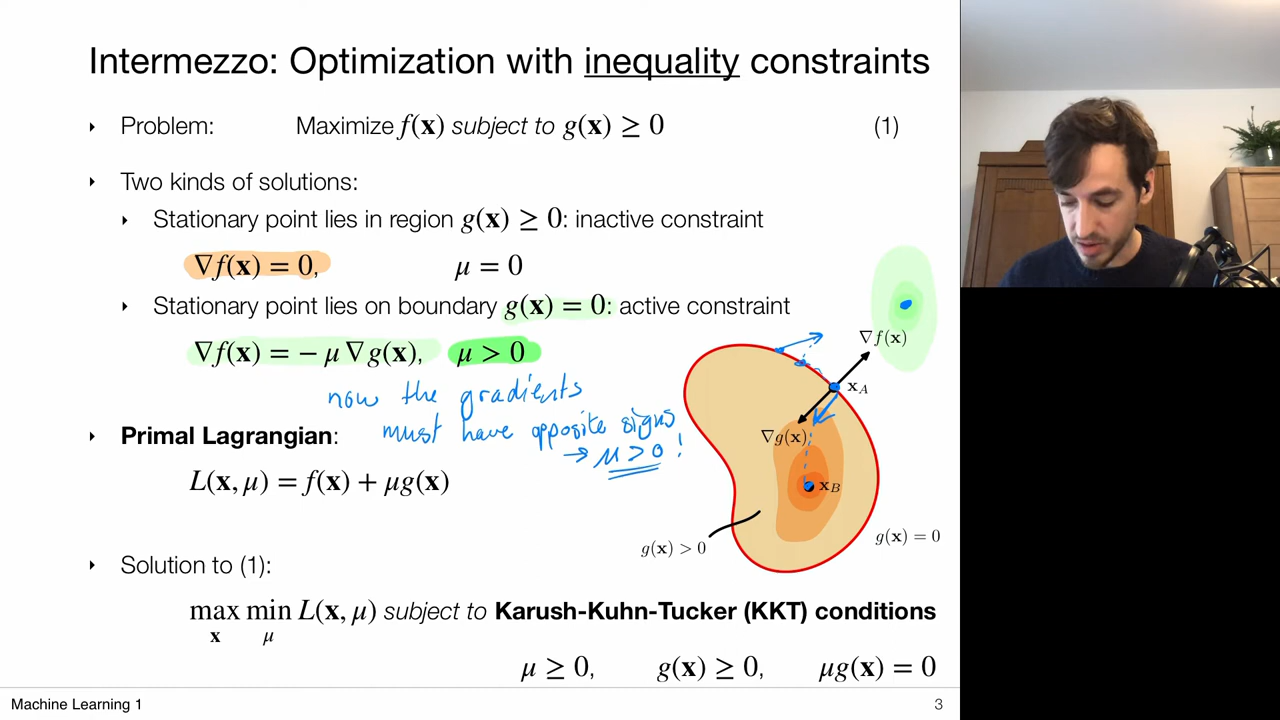 Intermezzo: Optimization with inequality constraints
‣ Problem: Maximize f(x) subject to g(x) ≥ 0 (1)
‣ Two kinds of solutions:
‣ Stationary point lies in region g(x) ≥ 0: inactive constraint
∇f(x) = 0, μ = 0
‣ Stationary point lies on boundary g(x) = 0: active constraint
∇f(x) = − μ ∇g(x), μ > 0
now the gradients
must have opposite signs
→ μ > 0 !
‣ Primal Lagrangian:
L(x, μ) = f(x) + μg(x)
∇f(x)
x_A
∇g(x)
x_B
g(x) > 0
g(x) = 0
‣ Solution to (1):
max_x min_μ L(x, μ) subject to Karush-Kuhn-Tucker (KKT) conditions
μ ≥ 0, g(x) ≥ 0, μg(x) = 0
Machine Learning 1 3